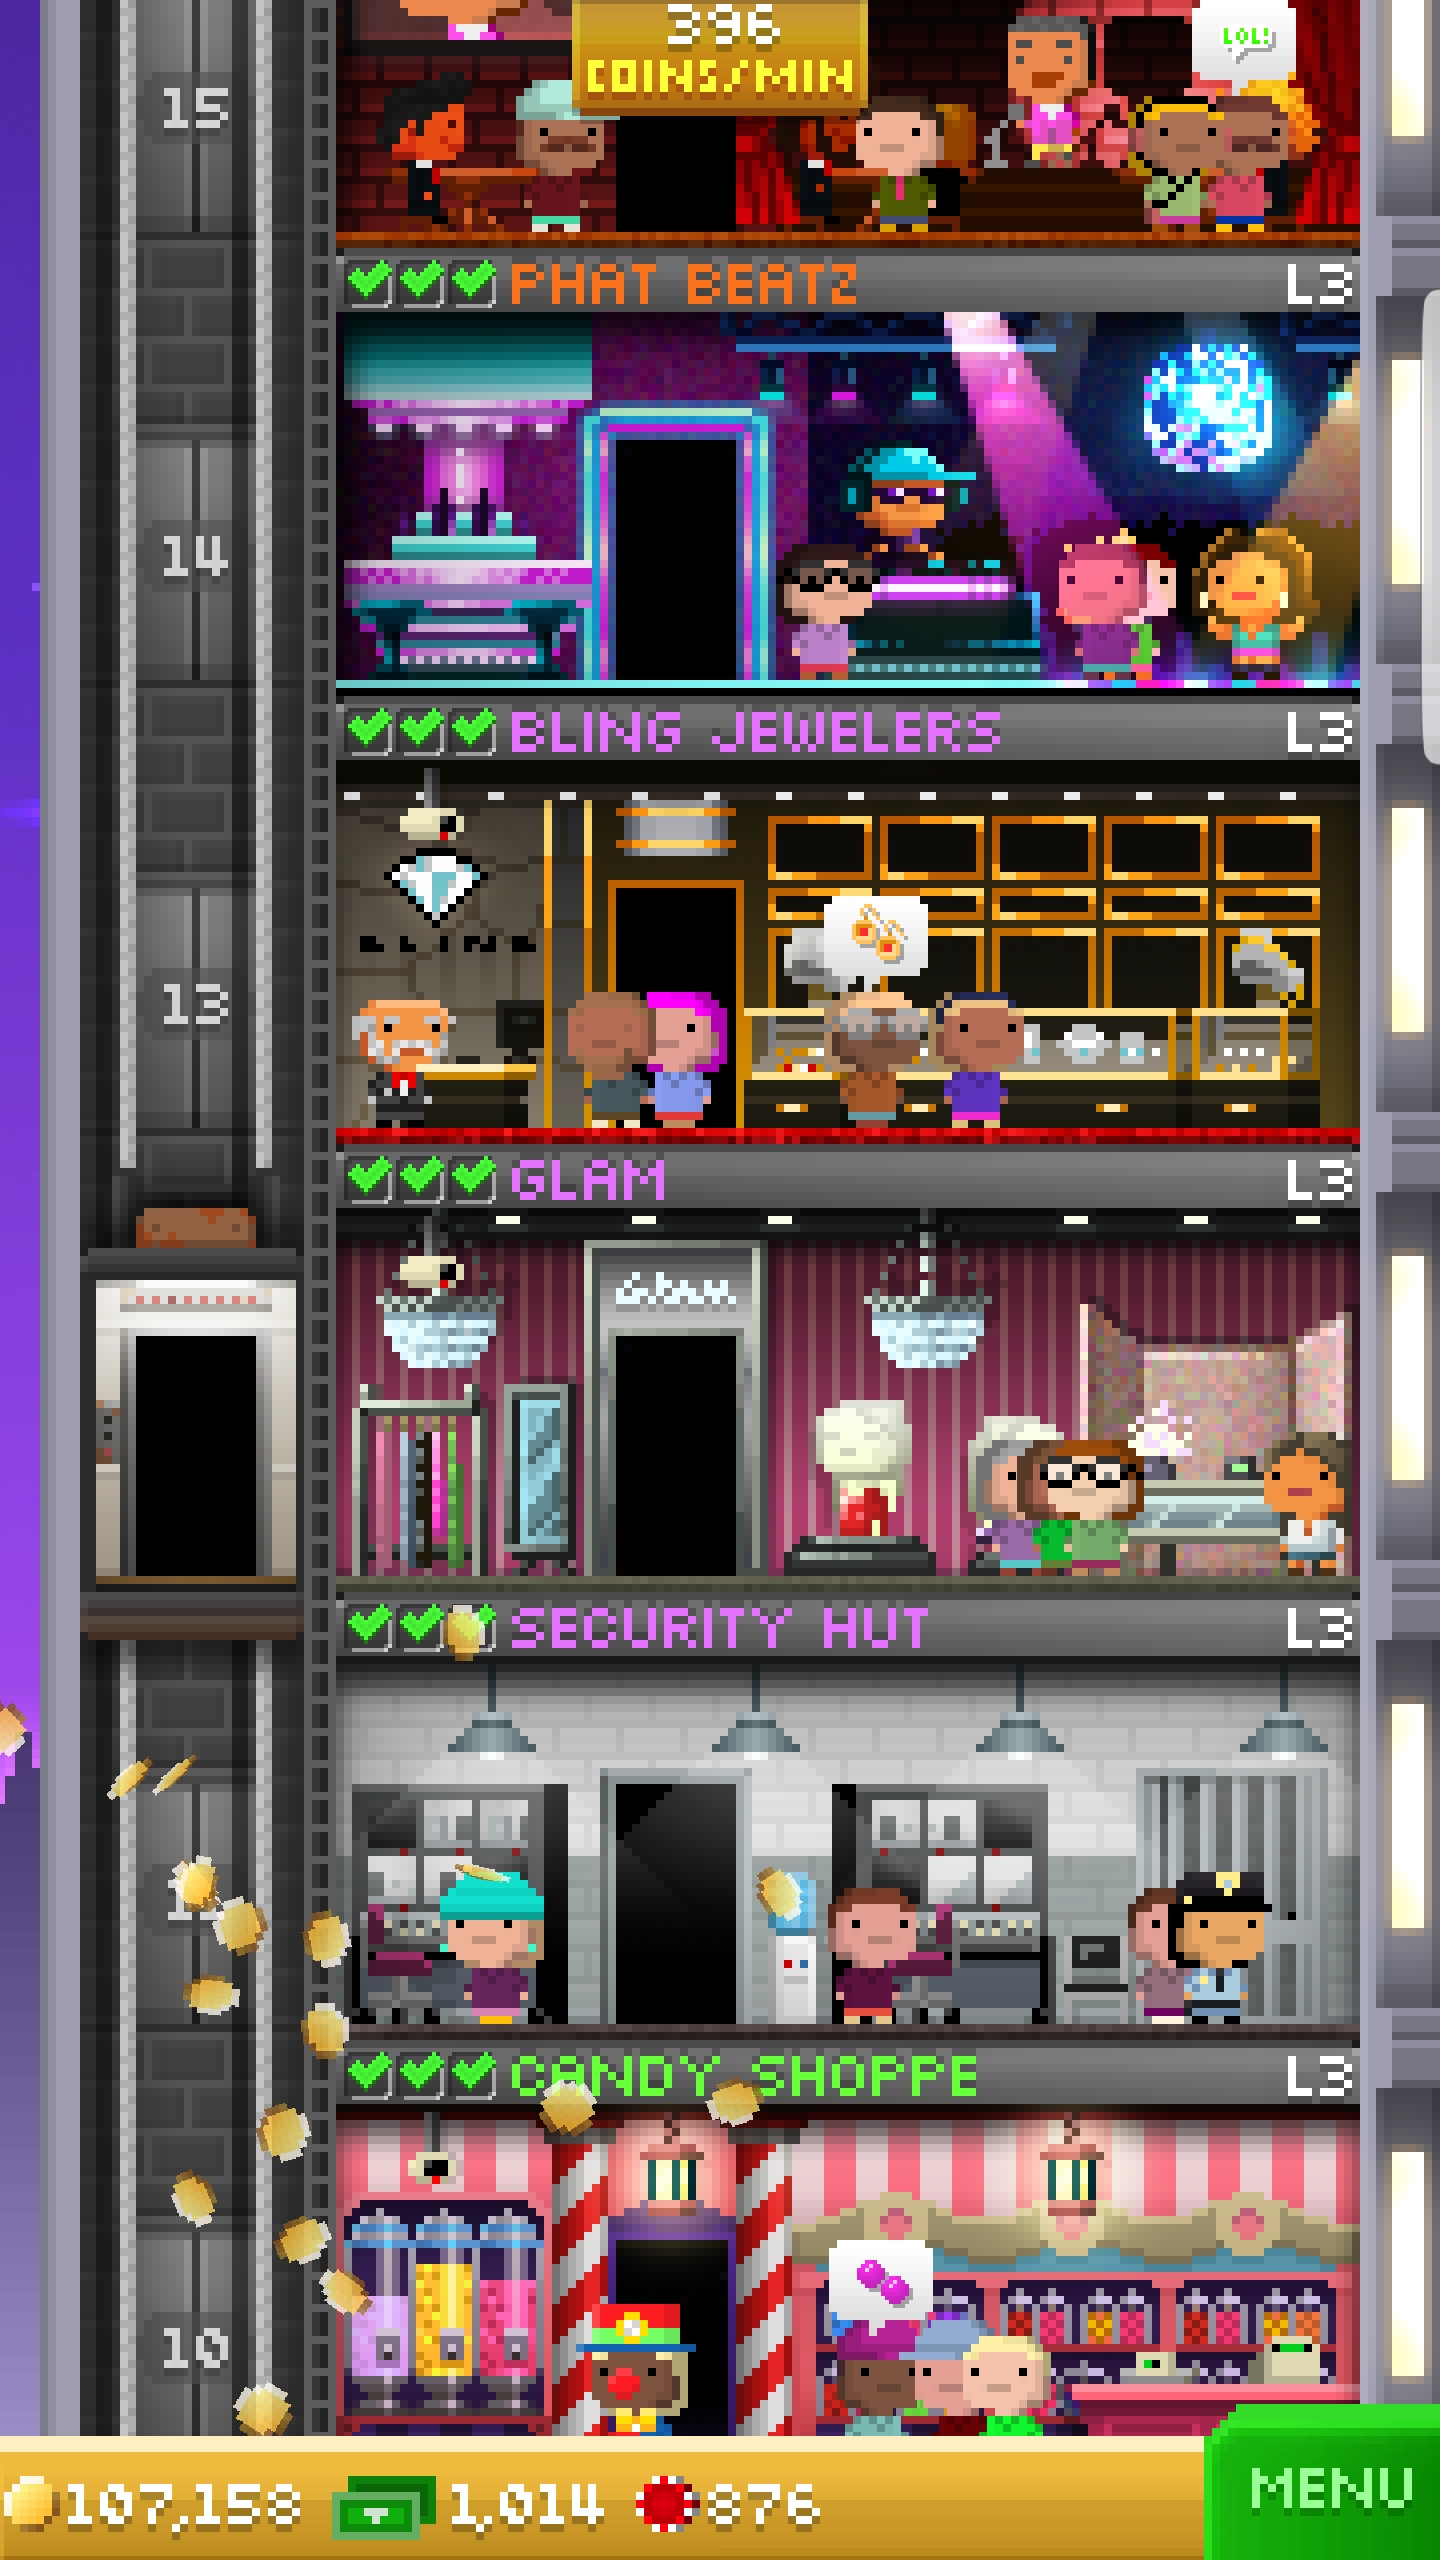 396
COINS/MIN
LOL!
15
PHAT BEATZ L3
14
BLING JEWELERS L3
BLING
13
GLAM L3
Glam
SECURITY HUT L3
CANDY SHOPPE L3
10
107,158 1,014 876
MENU